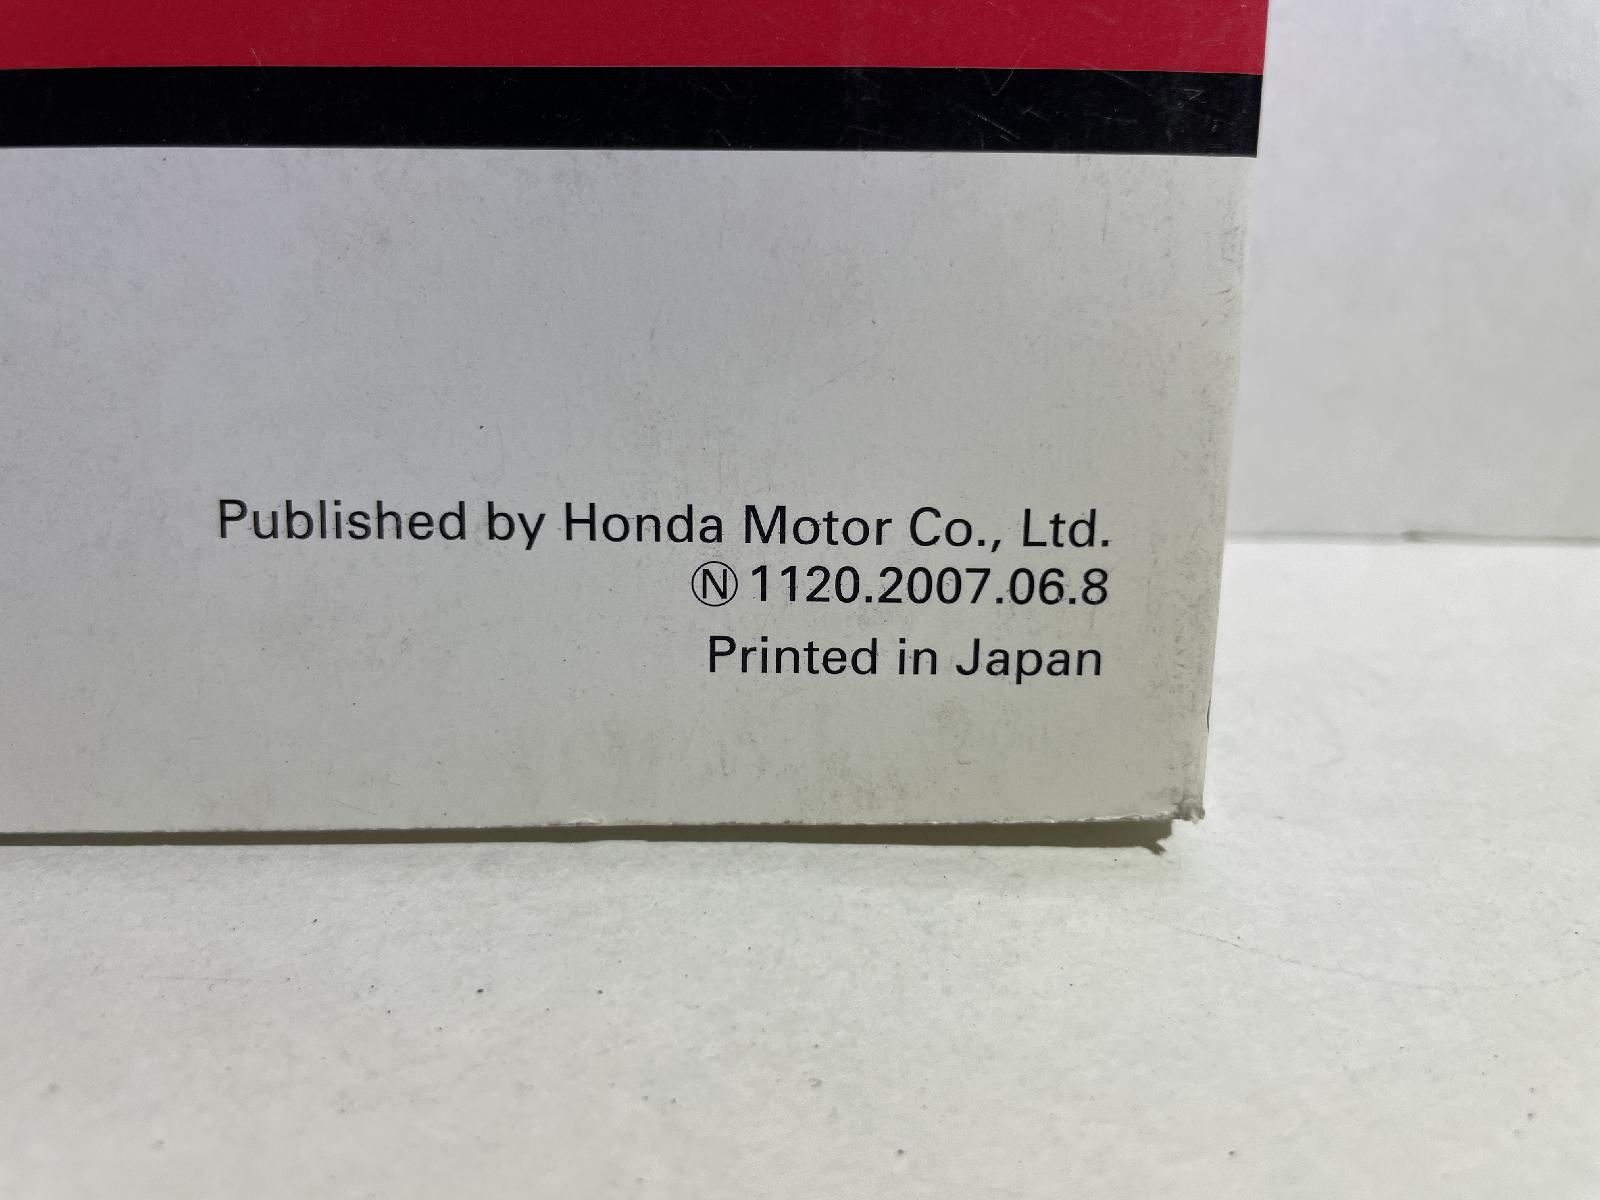 Published by Honda Motor Co., Ltd.
Ⓝ 1120.2007.06.8
Printed in Japan